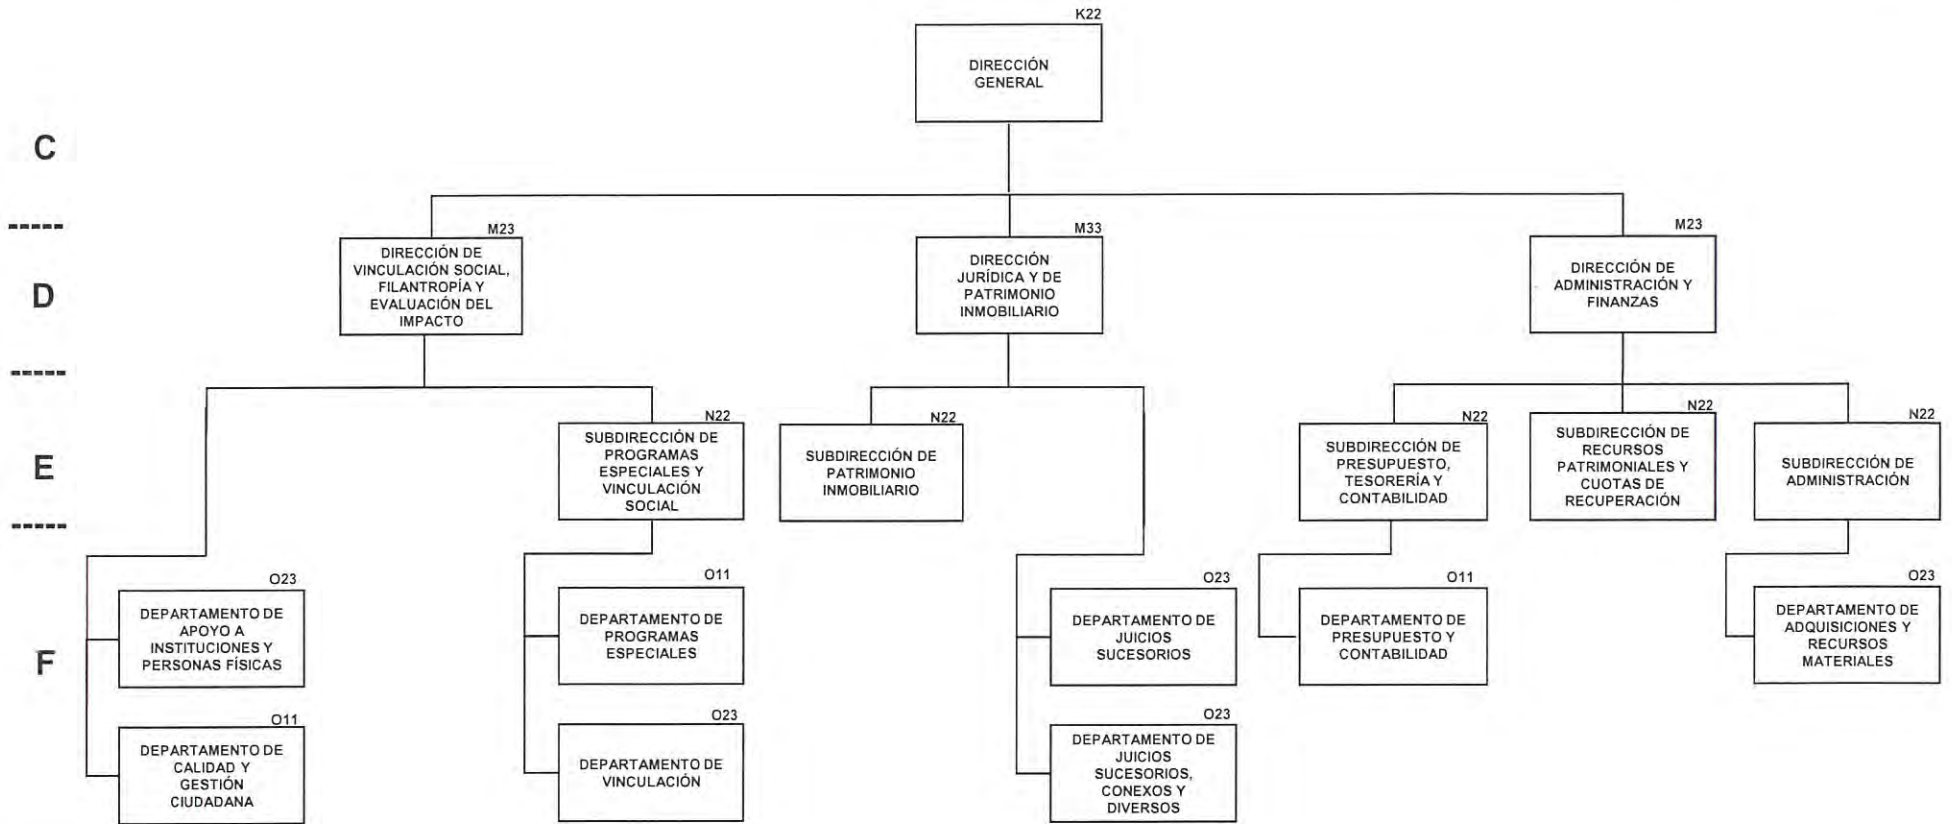 K22
DIRECCIÓN
GENERAL
C
M23
DIRECCIÓN DE
VINCULACIÓN SOCIAL,
FILANTROPÍA Y
EVALUACIÓN DEL
IMPACTO
M33
DIRECCIÓN
JURÍDICA Y DE
PATRIMONIO
INMOBILIARIO
M23
DIRECCIÓN DE
ADMINISTRACIÓN Y
FINANZAS
D
N22
SUBDIRECCIÓN DE
PROGRAMAS
ESPECIALES Y
VINCULACIÓN
SOCIAL
N22
SUBDIRECCIÓN DE
PATRIMONIO
INMOBILIARIO
N22
SUBDIRECCIÓN DE
PRESUPUESTO,
TESORERÍA Y
CONTABILIDAD
N22
SUBDIRECCIÓN DE
RECURSOS
PATRIMONIALES Y
CUOTAS DE
RECUPERACIÓN
N22
SUBDIRECCIÓN DE
ADMINISTRACIÓN
E
O23
DEPARTAMENTO DE
APOYO A
INSTITUCIONES Y
PERSONAS FÍSICAS
O11
DEPARTAMENTO DE
PROGRAMAS
ESPECIALES
O23
DEPARTAMENTO DE
JUICIOS
SUCESORIOS
O11
DEPARTAMENTO DE
PRESUPUESTO Y
CONTABILIDAD
O23
DEPARTAMENTO DE
ADQUISICIONES Y
RECURSOS
MATERIALES
F
O11
DEPARTAMENTO DE
CALIDAD Y
GESTIÓN
CIUDADANA
O23
DEPARTAMENTO DE
VINCULACIÓN
O23
DEPARTAMENTO DE
JUICIOS
SUCESORIOS,
CONEXOS Y
DIVERSOS